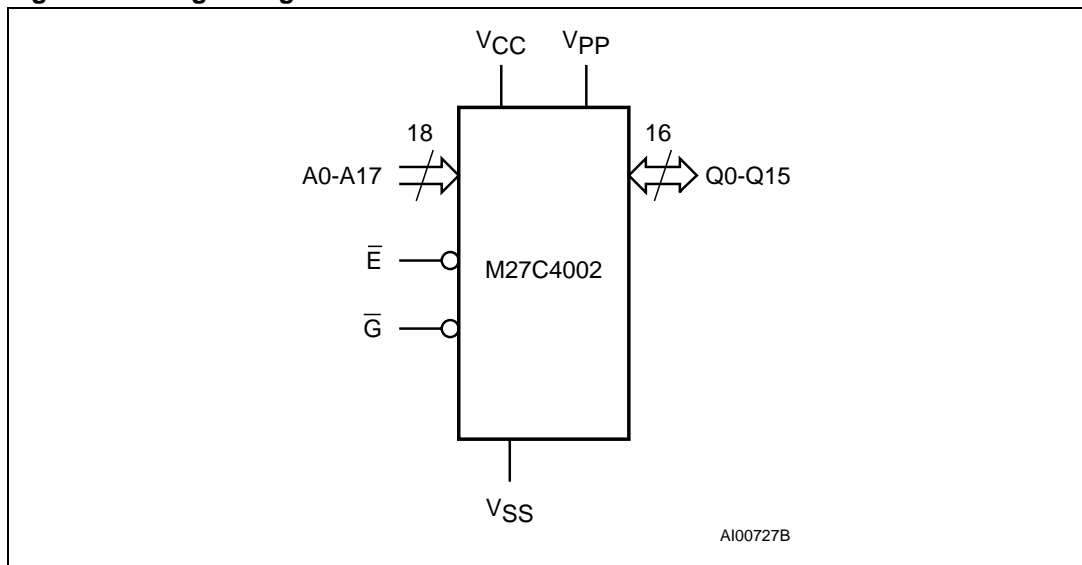 VCC VPP
18 16
A0-A17 Q0-Q15
E̅
M27C4002
G̅
VSS
AI00727B